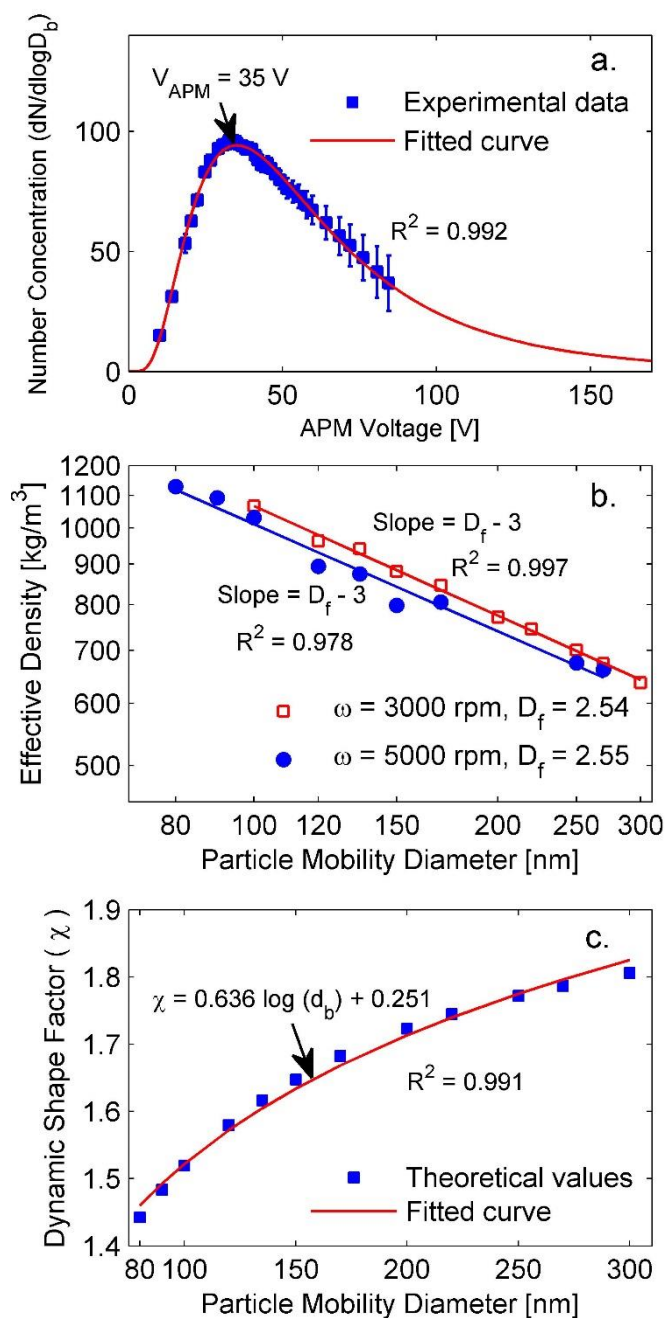 a.
V_APM = 35 V
Experimental data
Fitted curve
R² = 0.992
Number Concentration (dN/dlogD_b)
100
50
0
0 50 100 150
APM Voltage [V]
b.
Slope = D_f - 3
R² = 0.997
Slope = D_f - 3
R² = 0.978
ω = 3000 rpm, D_f = 2.54
ω = 5000 rpm, D_f = 2.55
Effective Density [kg/m³]
1200
1100
1000
900
800
700
600
500
80 100 120 150 200 250 300
Particle Mobility Diameter [nm]
c.
χ = 0.636 log (d_b) + 0.251
R² = 0.991
Theoretical values
Fitted curve
Dynamic Shape Factor ( χ )
1.9
1.8
1.7
1.6
1.5
1.4
80 100 150 200 250 300
Particle Mobility Diameter [nm]